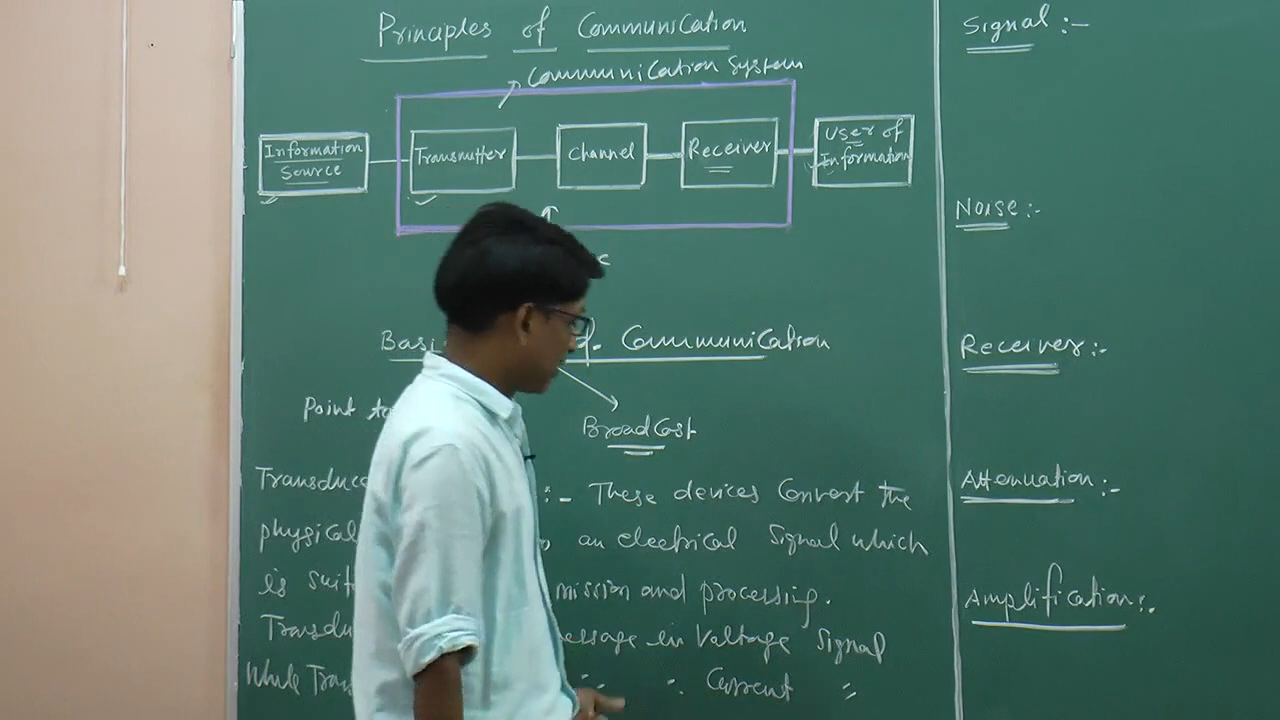 Principles of Communication
Communication System
Information Source
Transmitter
Channel
Receiver
User of Information
Basi Communication
Point to
BroadCast
Transduce :- These devices Convert the
physical an electrical Signal which
is suit mission and processing.
Transdu essage in Voltage Signal
While Tran " " Current "
Signal :-
Noise :-
Receiver :-
Attenuation :-
Amplification :-